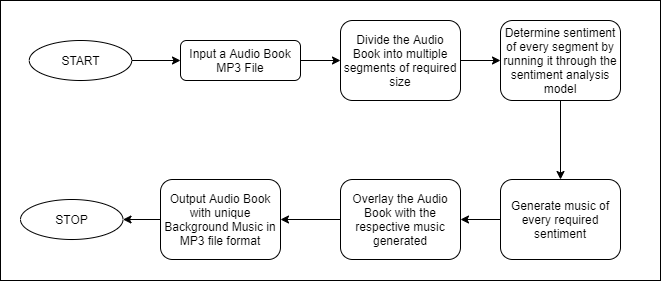 START
Input a Audio Book
MP3 File
Divide the Audio
Book into multiple
segments of required
size
Determine sentiment
of every segment by
running it through the
sentiment analysis
model
STOP
Output Audio Book
with unique
Background Music in
MP3 file format
Overlay the Audio
Book with the
respective music
generated
Generate music of
every required
sentiment